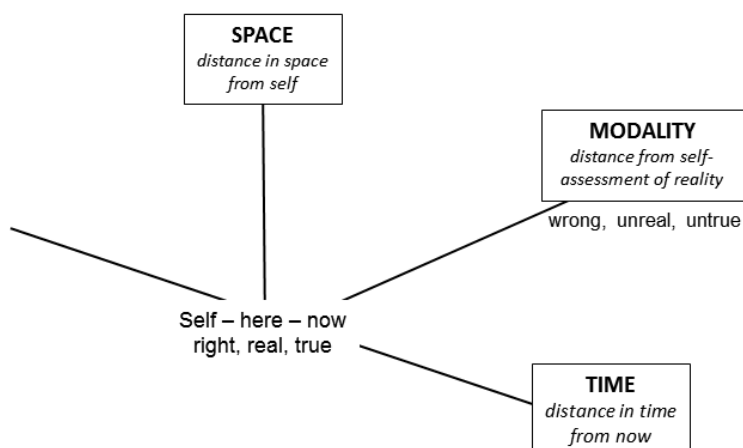 SPACE
distance in space
from self
MODALITY
distance from self-
assessment of reality
wrong, unreal, untrue
Self – here – now
right, real, true
TIME
distance in time
from now